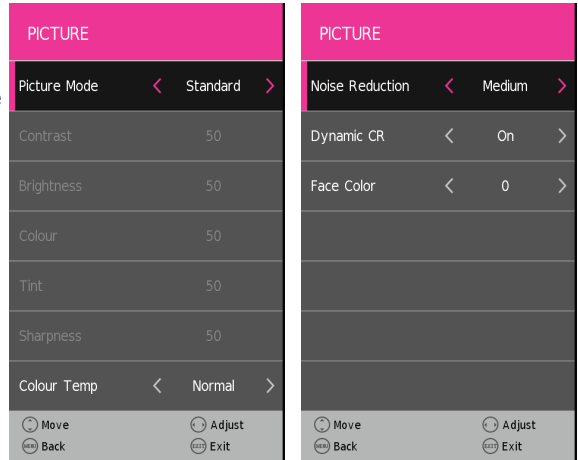 PICTURE
Picture Mode Standard
Contrast 50
Brightness 50
Colour 50
Tint 50
Sharpness 50
Colour Temp Normal
Move Adjust
MENU Back EXIT Exit
PICTURE
Noise Reduction Medium
Dynamic CR On
Face Color 0
Move Adjust
MENU Back EXIT Exit